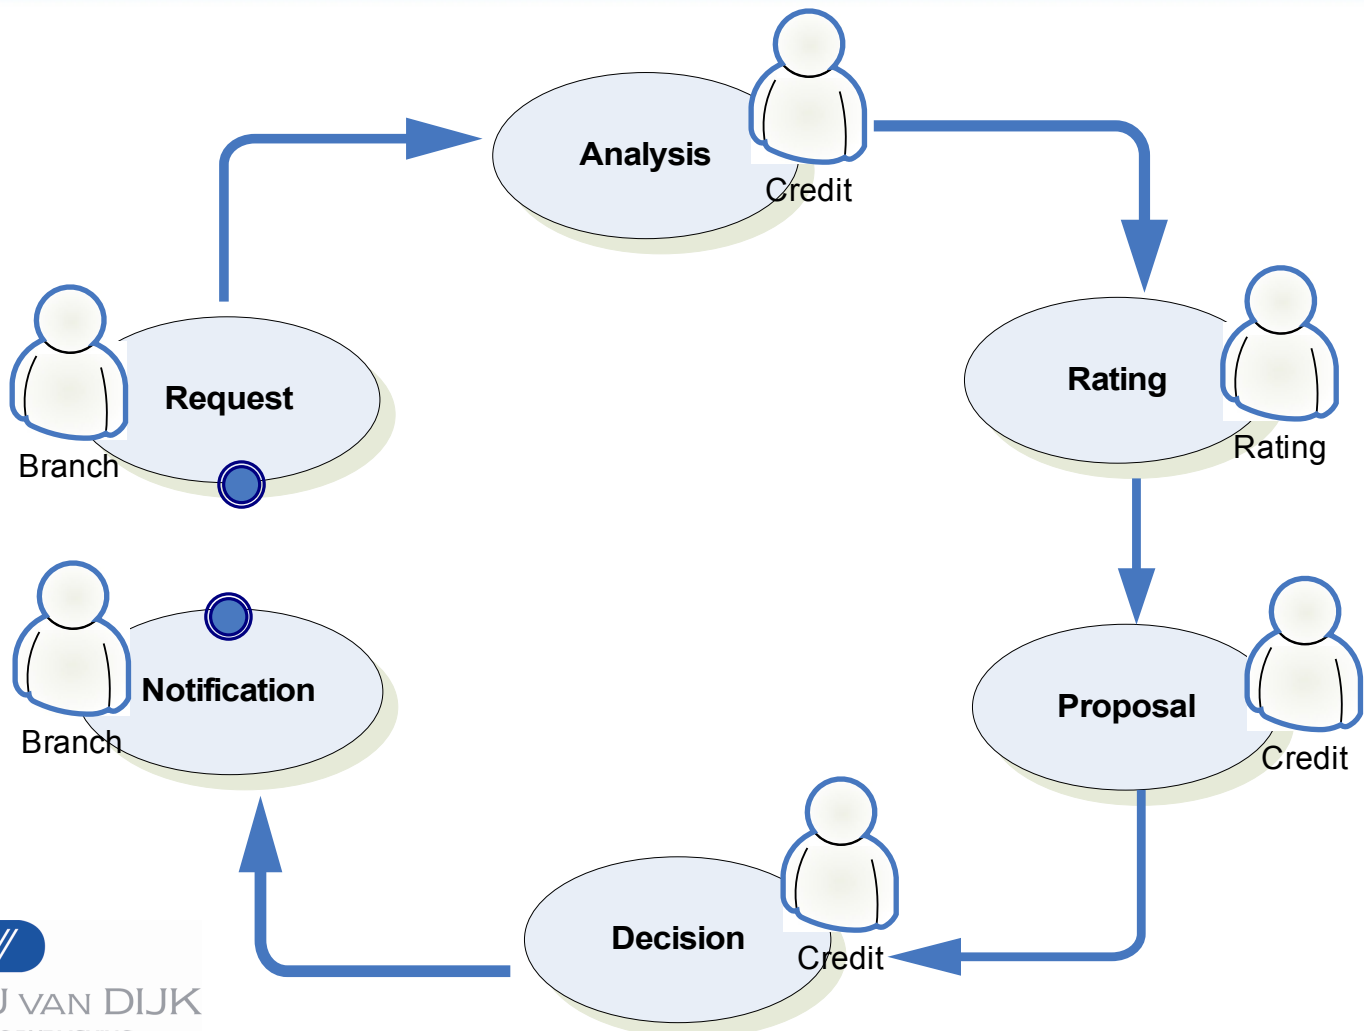 Analysis
Credit
Rating
Rating
Request
Branch
Proposal
Credit
Notification
Branch
Decision
Credit
VAN DIJK